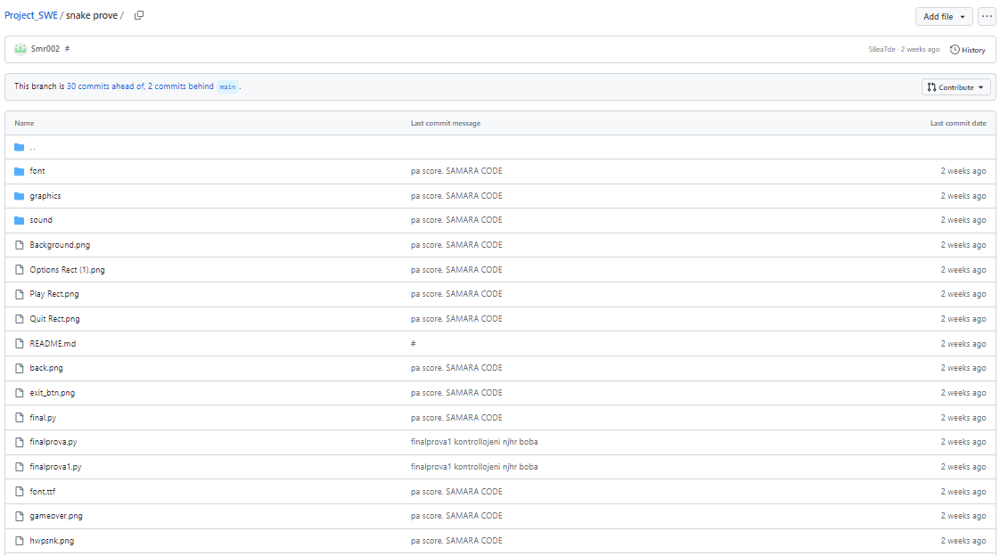 Project_SWE / snake prove /
Add file
Smr002 #
58ea7de · 2 weeks ago
History
This branch is 30 commits ahead of, 2 commits behind main .
Contribute
Name Last commit message Last commit date
..
font pa score. SAMARA CODE 2 weeks ago
graphics pa score. SAMARA CODE 2 weeks ago
sound pa score. SAMARA CODE 2 weeks ago
Background.png pa score. SAMARA CODE 2 weeks ago
Options Rect (1).png pa score. SAMARA CODE 2 weeks ago
Play Rect.png pa score. SAMARA CODE 2 weeks ago
Quit Rect.png pa score. SAMARA CODE 2 weeks ago
README.md # 2 weeks ago
back.png pa score. SAMARA CODE 2 weeks ago
exit_btn.png pa score. SAMARA CODE 2 weeks ago
final.py pa score. SAMARA CODE 2 weeks ago
finalprova.py finalprova1 kontrollojeni njhr boba 2 weeks ago
finalprova1.py finalprova1 kontrollojeni njhr boba 2 weeks ago
font.ttf pa score. SAMARA CODE 2 weeks ago
gameover.png pa score. SAMARA CODE 2 weeks ago
hwpsnk.png pa score. SAMARA CODE 2 weeks ago